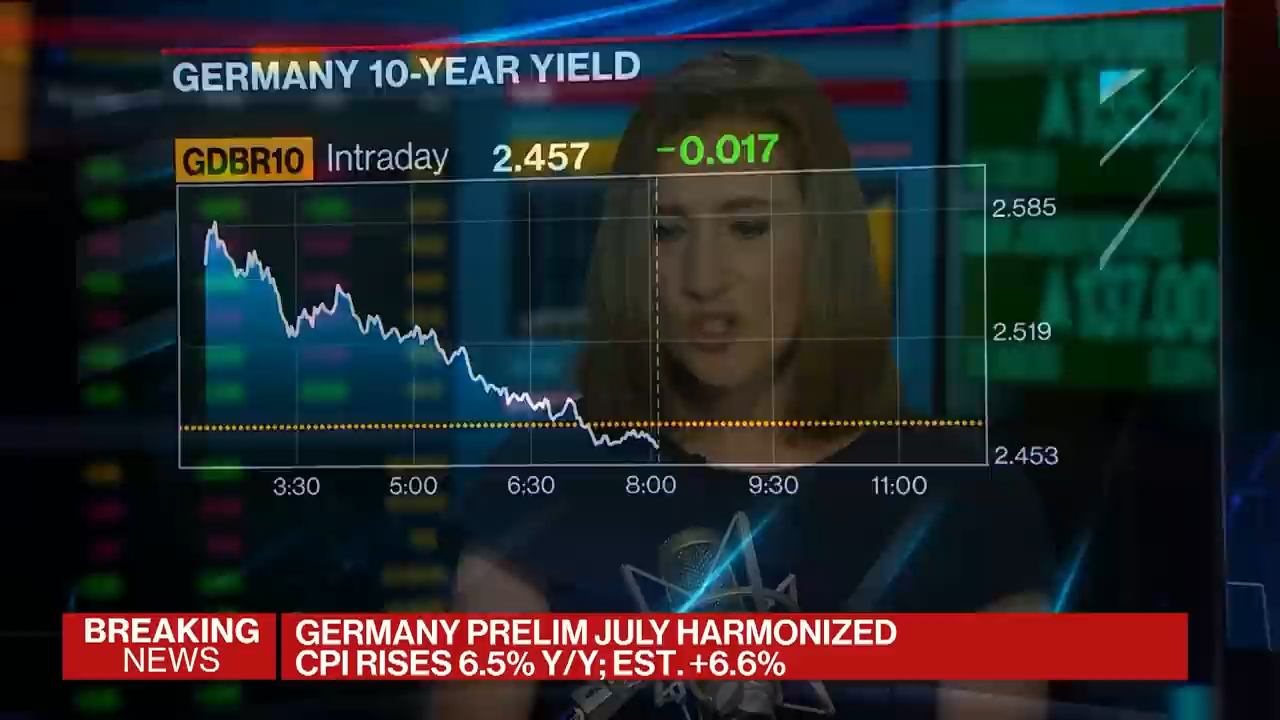 GERMANY 10-YEAR YIELD
GDBR10 Intraday 2.457 -0.017
2.585
2.519
2.453
3:30 5:00 6:30 8:00 9:30 11:00
BREAKING
NEWS
GERMANY PRELIM JULY HARMONIZED
CPI RISES 6.5% Y/Y; EST. +6.6%